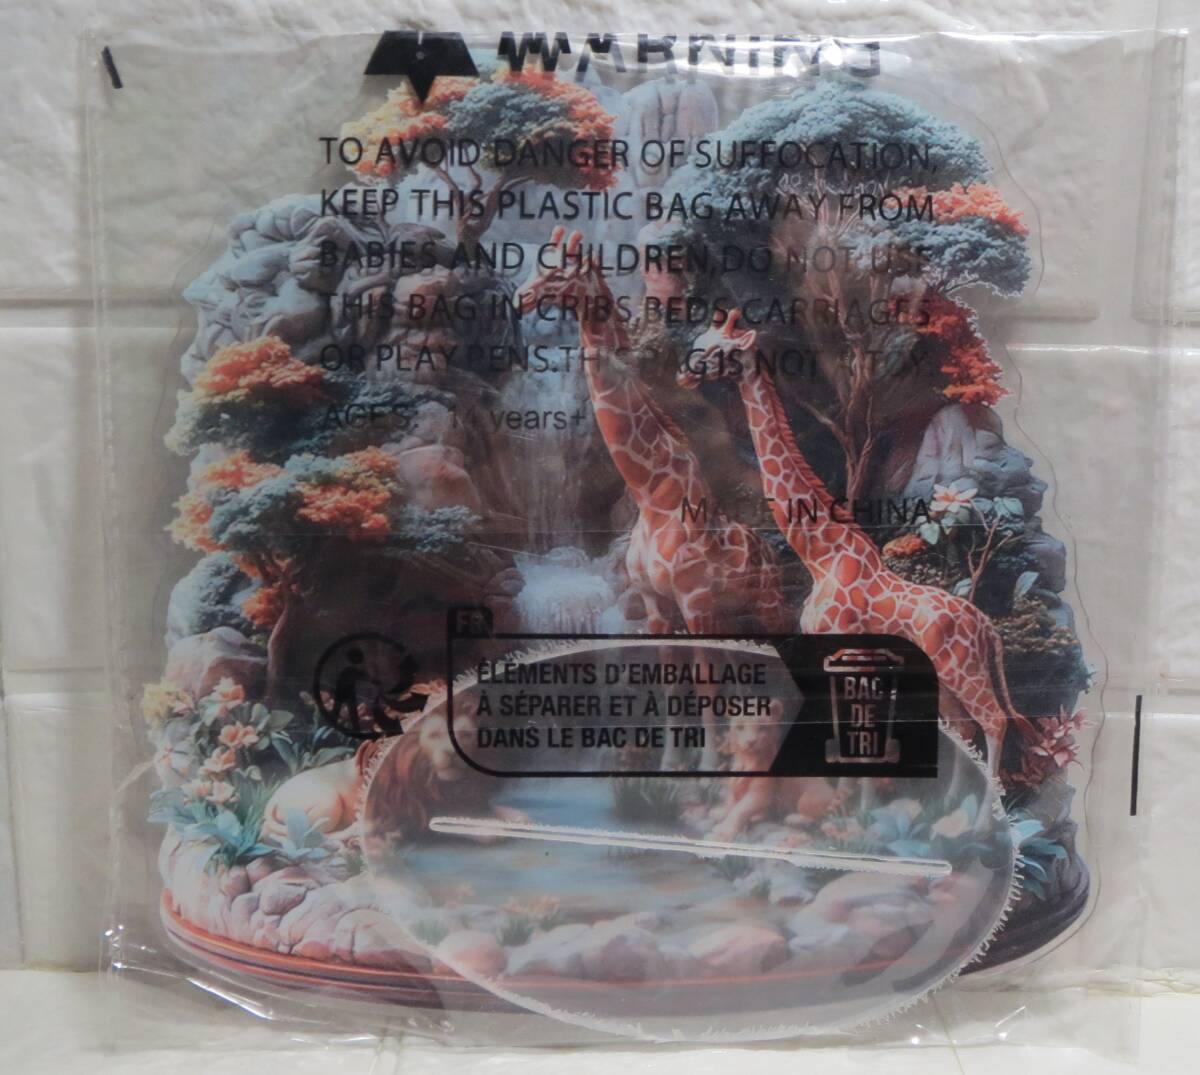 WARNING
TO AVOID DANGER OF SUFFOCATION,
KEEP THIS PLASTIC BAG AWAY FROM
BABIES AND CHILDREN,DO NOT USE
THIS BAG IN CRIBS,BEDS CARRIAGES
OR PLAY PENS.THIS BAG IS NOT A TOY.
AGES: 14 years+
MADE IN CHINA
FR
ÉLÉMENTS D'EMBALLAGE
À SÉPARER ET À DÉPOSER
DANS LE BAC DE TRI
BAC
DE
TRI